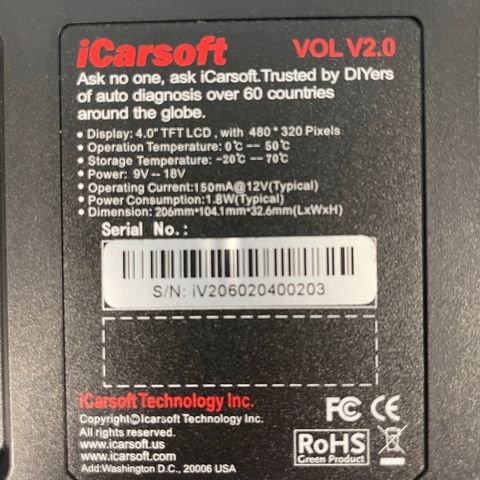 iCarsoft VOL V2.0
Ask no one, ask iCarsoft.Trusted by DIYers
of auto diagnosis over 60 countries
around the globe.
• Display: 4.0" TFT LCD , with 480*320 Pixels
• Operation Temperature: 0℃ -- 50℃
• Storage Temperature: -20℃ -- 70℃
• Power: 9V -- 18V
• Operating Current:150mA@12V(Typical)
• Power Consumption:1.8W(Typical)
• Dimension: 206mm*104.1mm*32.6mm(LxWxH)
Serial No.:
S/N: iV206020400203
iCarsoft Technology Inc.
Copyright©Icarsoft Technology Inc.
All rights reserved.
www.icarsoft.us
www.icarsoft.com
Add:Washington D.C., 20006 USA
FC CE
RoHS
Green Product